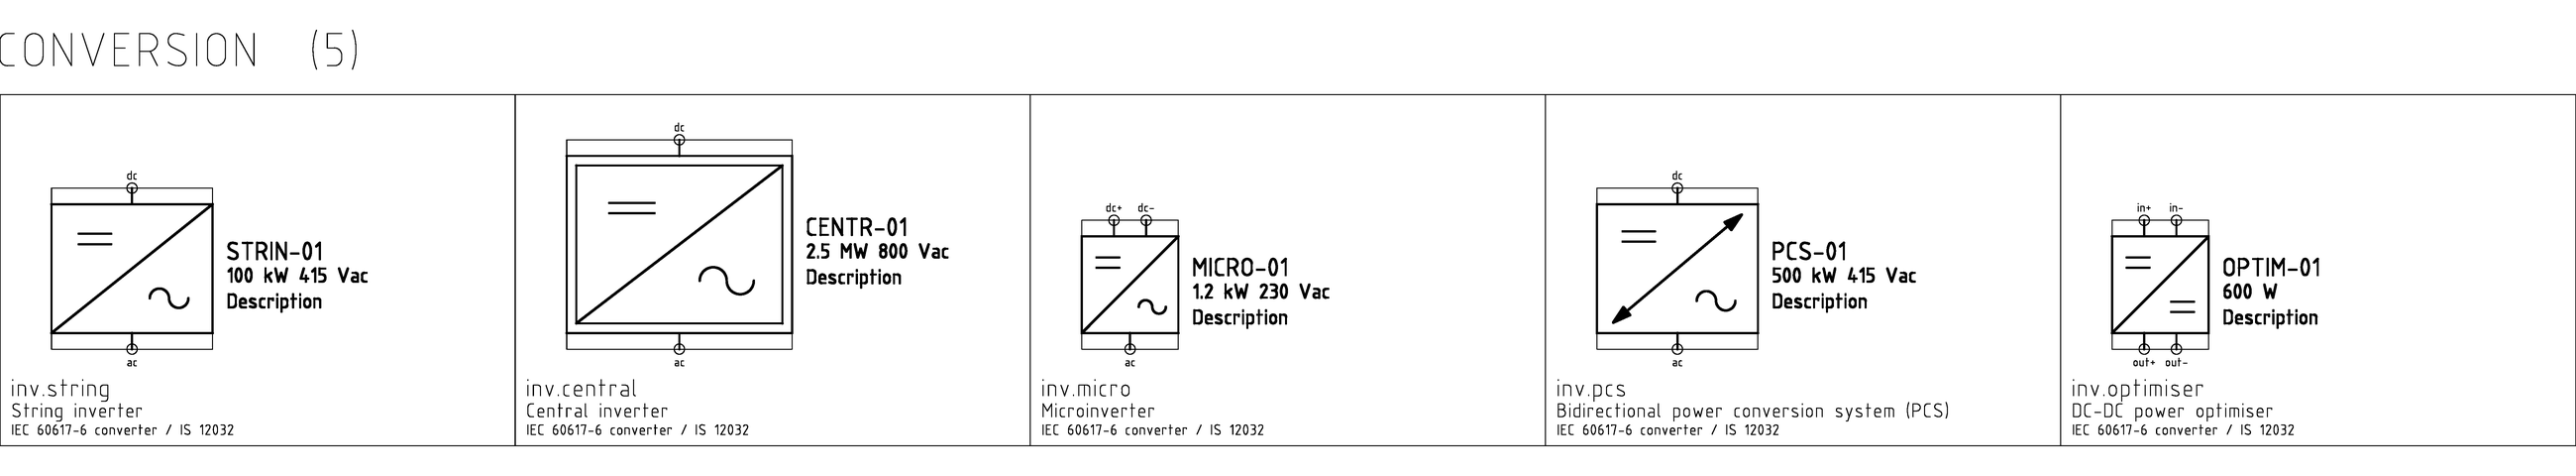 CONVERSION (5)
dc
STRIN-01
100 kW 415 Vac
Description
ac
inv.string
String inverter
IEC 60617-6 converter / IS 12032
dc
CENTR-01
2.5 MW 800 Vac
Description
ac
inv.central
Central inverter
IEC 60617-6 converter / IS 12032
dc+ dc-
MICRO-01
1.2 kW 230 Vac
Description
ac
inv.micro
Microinverter
IEC 60617-6 converter / IS 12032
dc
PCS-01
500 kW 415 Vac
Description
ac
inv.pcs
Bidirectional power conversion system (PCS)
IEC 60617-6 converter / IS 12032
in+ in-
OPTIM-01
600 W
Description
out+ out-
inv.optimiser
DC-DC power optimiser
IEC 60617-6 converter / IS 12032